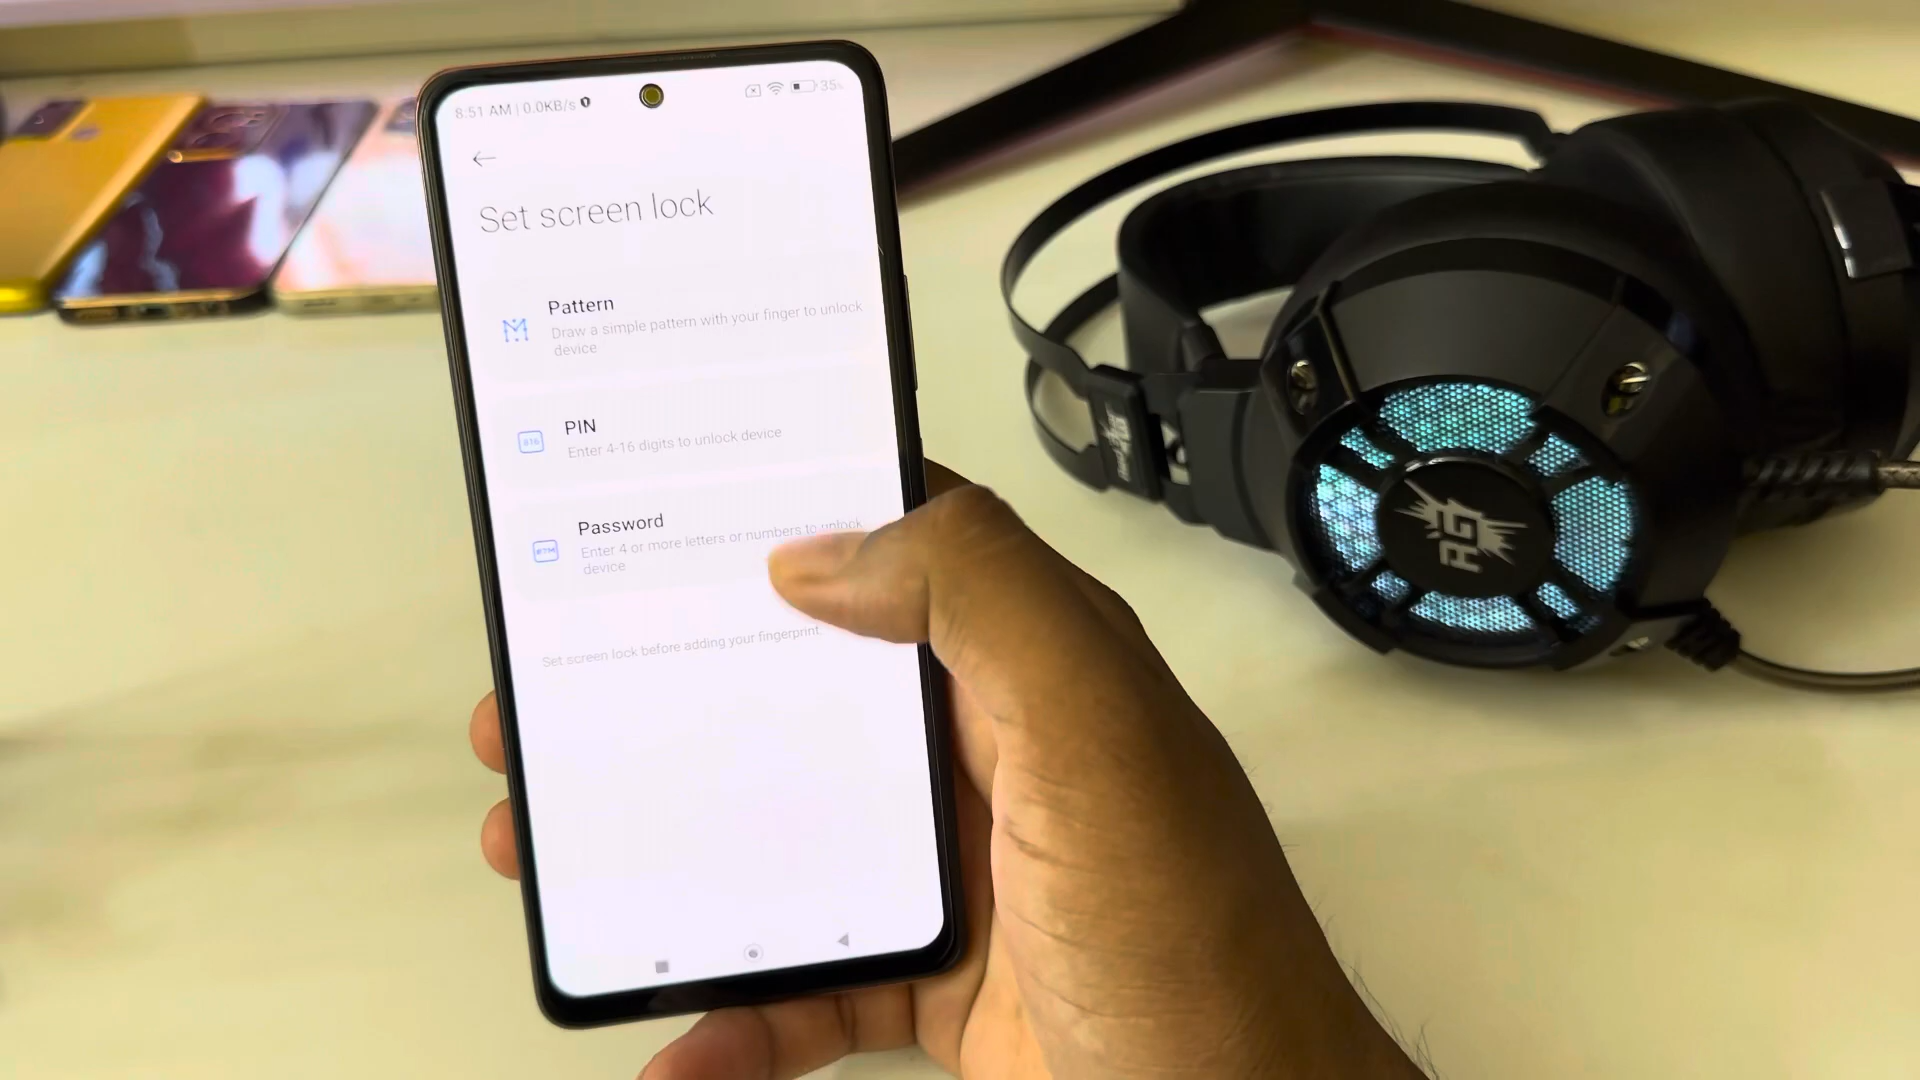 8:51 AM | 0.0KB/s
35%
Set screen lock
Pattern
Draw a simple pattern with your finger to unlock
device
PIN
Enter 4-16 digits to unlock device
Password
Enter 4 or more letters or numbers to unlock
device
Set screen lock before adding your fingerprint.